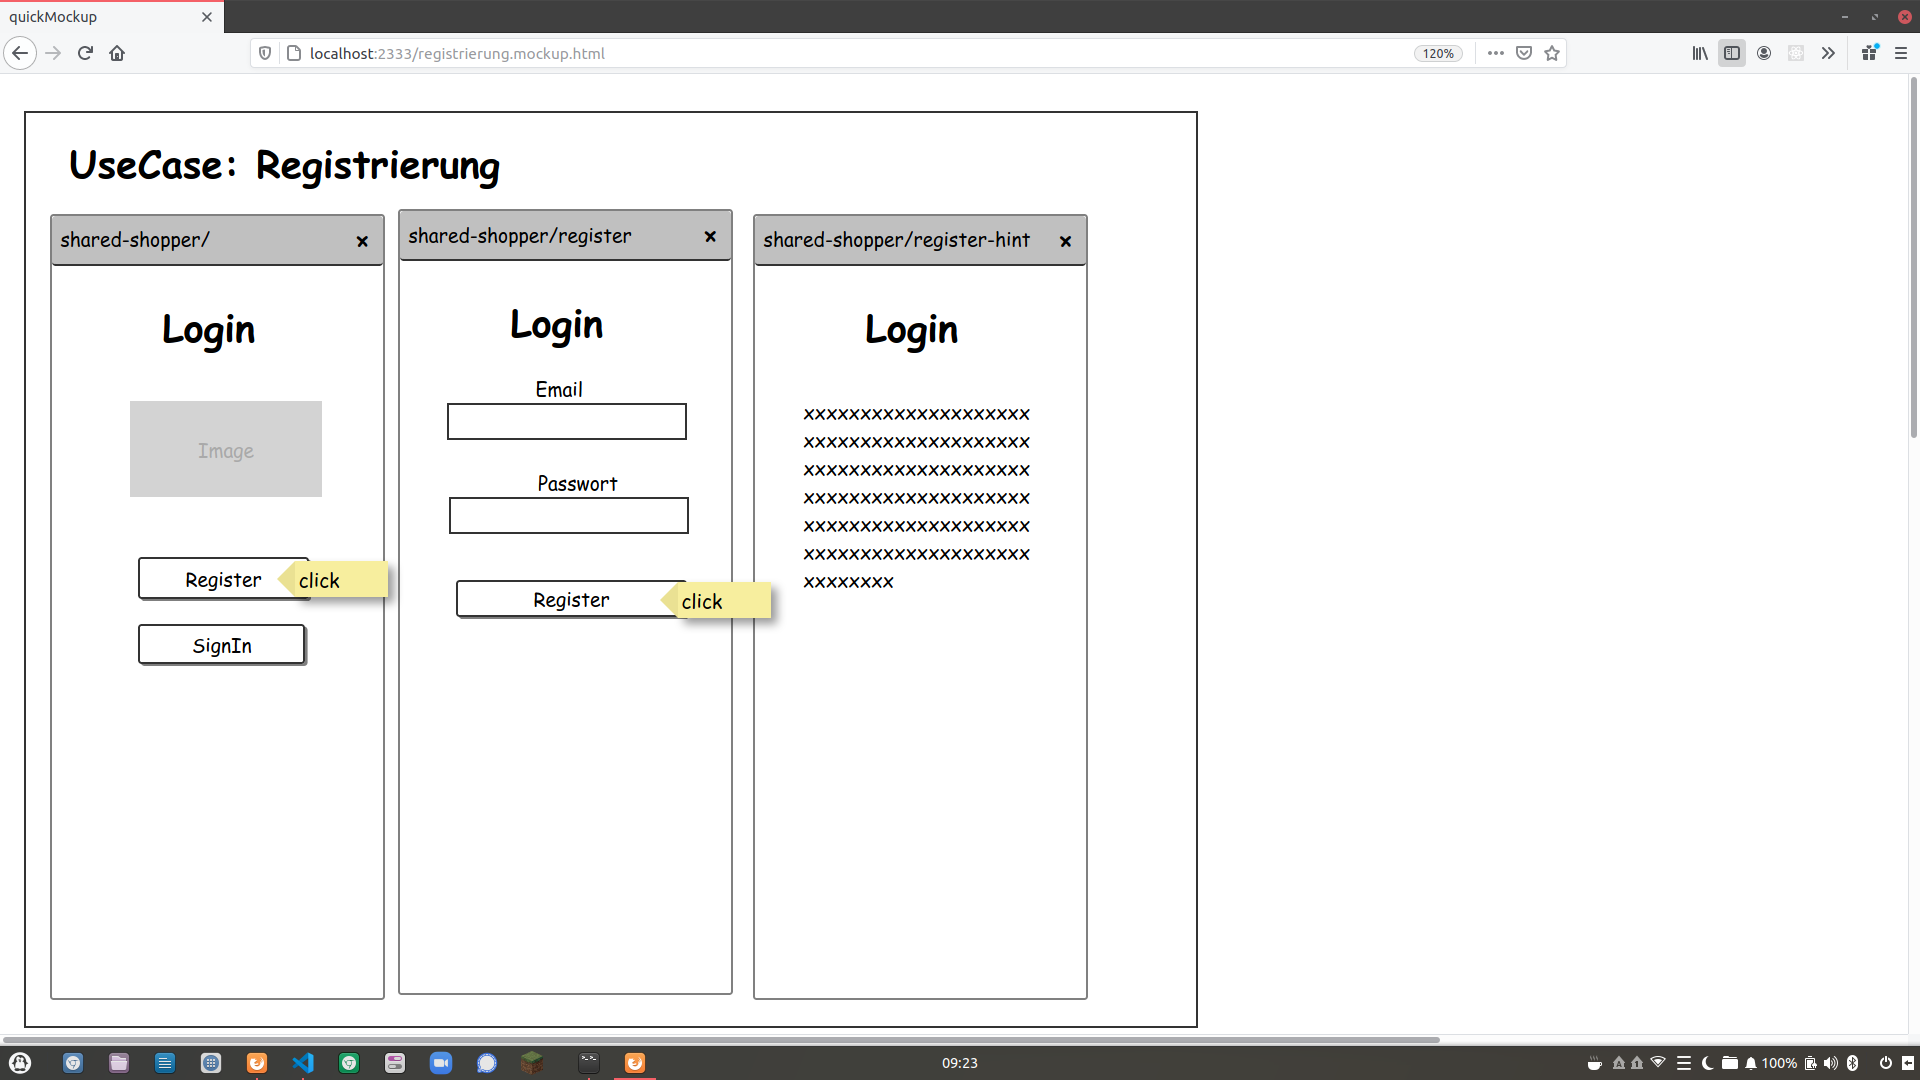 quickMockup
localhost:2333/registrierung.mockup.html
120%
UseCase: Registrierung
shared-shopper/
Login
Image
Register
click
SignIn
shared-shopper/register
Login
Email
Passwort
Register
click
shared-shopper/register-hint
Login
xxxxxxxxxxxxxxxxxxxx
xxxxxxxxxxxxxxxxxxxx
xxxxxxxxxxxxxxxxxxxx
xxxxxxxxxxxxxxxxxxxx
xxxxxxxxxxxxxxxxxxxx
xxxxxxxxxxxxxxxxxxxx
xxxxxxxx
09:23
100%